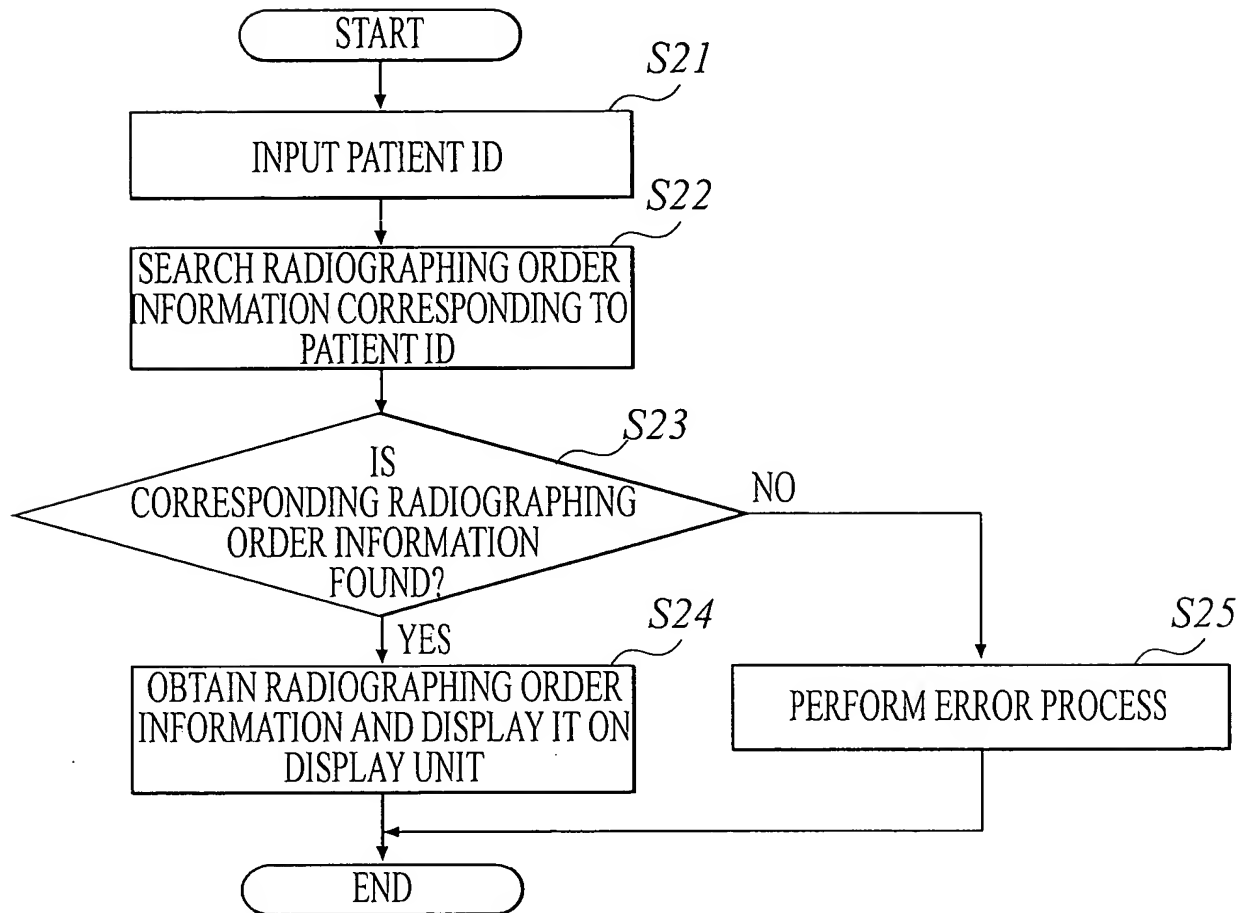 START
S21
INPUT PATIENT ID
S22
SEARCH RADIOGRAPHING ORDER
INFORMATION CORRESPONDING TO
PATIENT ID
S23
IS
CORRESPONDING RADIOGRAPHING
ORDER INFORMATION
FOUND?
NO
YES
S24
OBTAIN RADIOGRAPHING ORDER
INFORMATION AND DISPLAY IT ON
DISPLAY UNIT
S25
PERFORM ERROR PROCESS
END